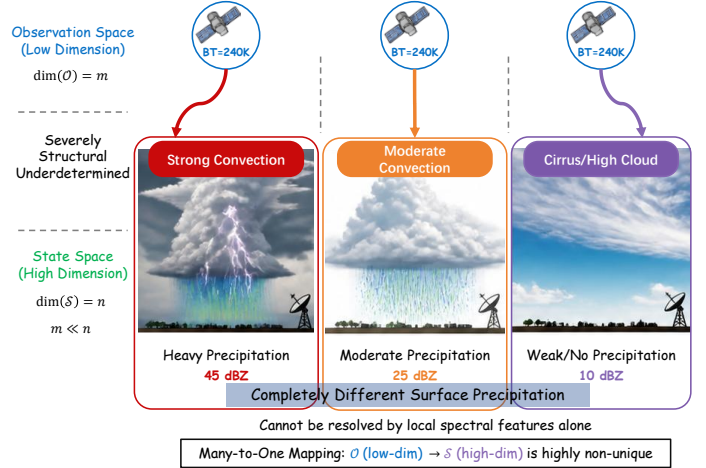 Observation Space
(Low Dimension)
dim(𝒪) = m
BT=240K
BT=240K
BT=240K
Severely
Structural
Underdetermined
State Space
(High Dimension)
dim(𝒮) = n
m ≪ n
Strong Convection
Heavy Precipitation
45 dBZ
Moderate
Convection
Moderate Precipitation
25 dBZ
Cirrus/High Cloud
Weak/No Precipitation
10 dBZ
Completely Different Surface Precipitation
Cannot be resolved by local spectral features alone
Many-to-One Mapping: 𝒪 (low-dim) → 𝒮 (high-dim) is highly non-unique